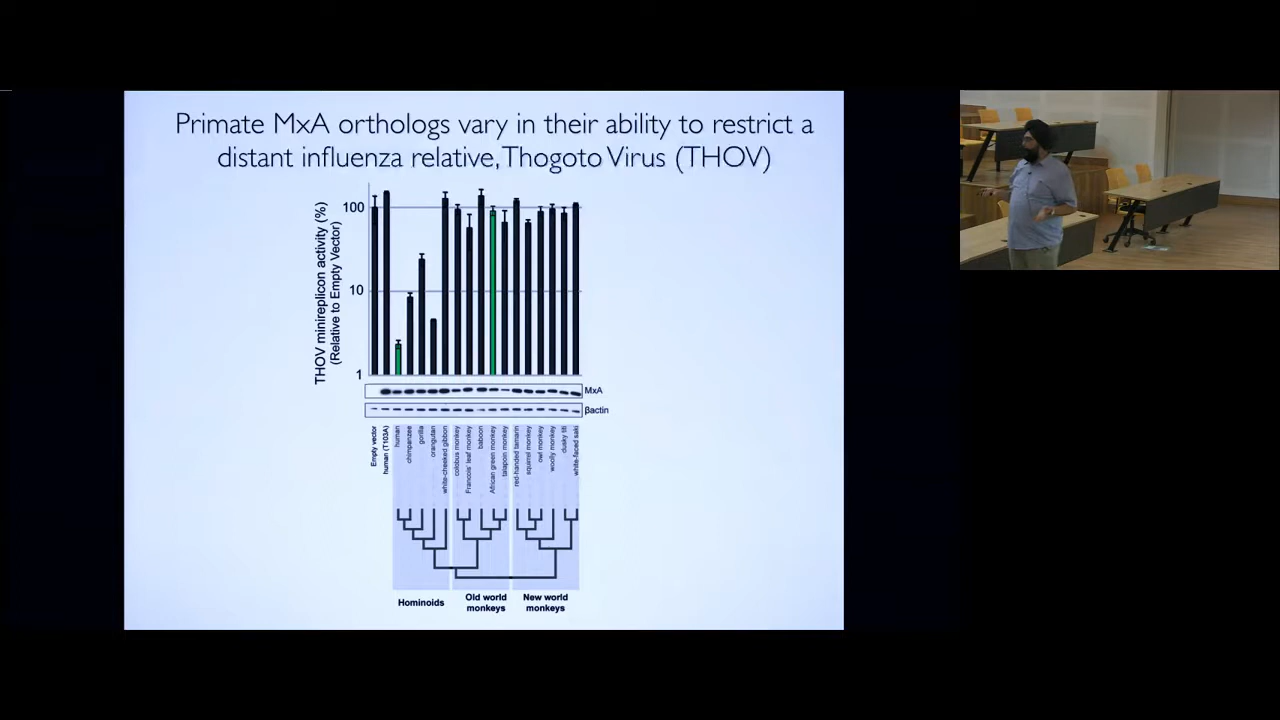 Primate MxA orthologs vary in their ability to restrict a
distant influenza relative, Thogoto Virus (THOV)
THOV minireplicon activity (%)
(Relative to Empty Vector)
100
10
1
MxA
βactin
Empty vector
human (T103A)
human
chimpanzee
gorilla
orangutan
white-cheeked gibbon
colobus monkey
Francois' leaf monkey
baboon
African green monkey
talapoin monkey
red-handed tamarin
squirrel monkey
owl monkey
woolly monkey
dusky titi
white-faced saki
Hominoids
Old world
monkeys
New world
monkeys